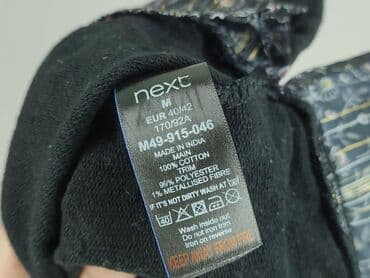 next
M
EUR 40/42
170/92A
M49-915-046
MADE IN INDIA
MAIN
100% COTTON
TRIM
99% POLYESTER
1% METALLISED FIBRE
IF IT'S NOT DIRTY WASH AT
Wash inside out
Do not iron trim
Iron on reverse
KEEP AWAY FROM FIRE